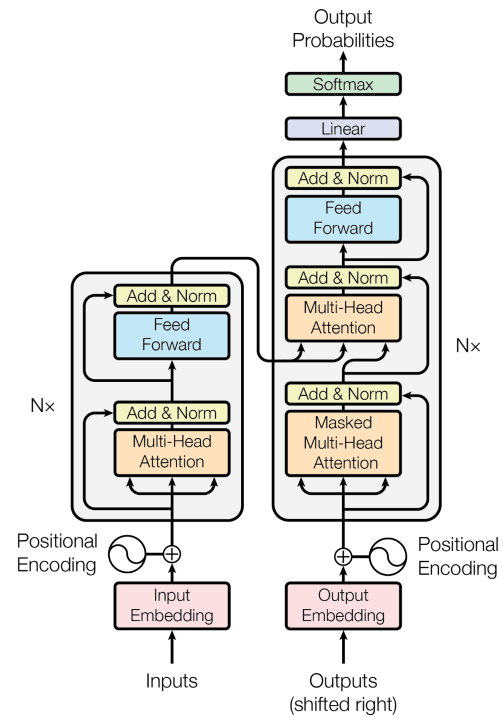 Output
Probabilities
Softmax
Linear
Add & Norm
Feed
Forward
Add & Norm
Multi-Head
Attention
Add & Norm
Masked
Multi-Head
Attention
N×
Add & Norm
Feed
Forward
Add & Norm
Multi-Head
Attention
N×
Positional
Encoding
Positional
Encoding
Input
Embedding
Output
Embedding
Inputs
Outputs
(shifted right)